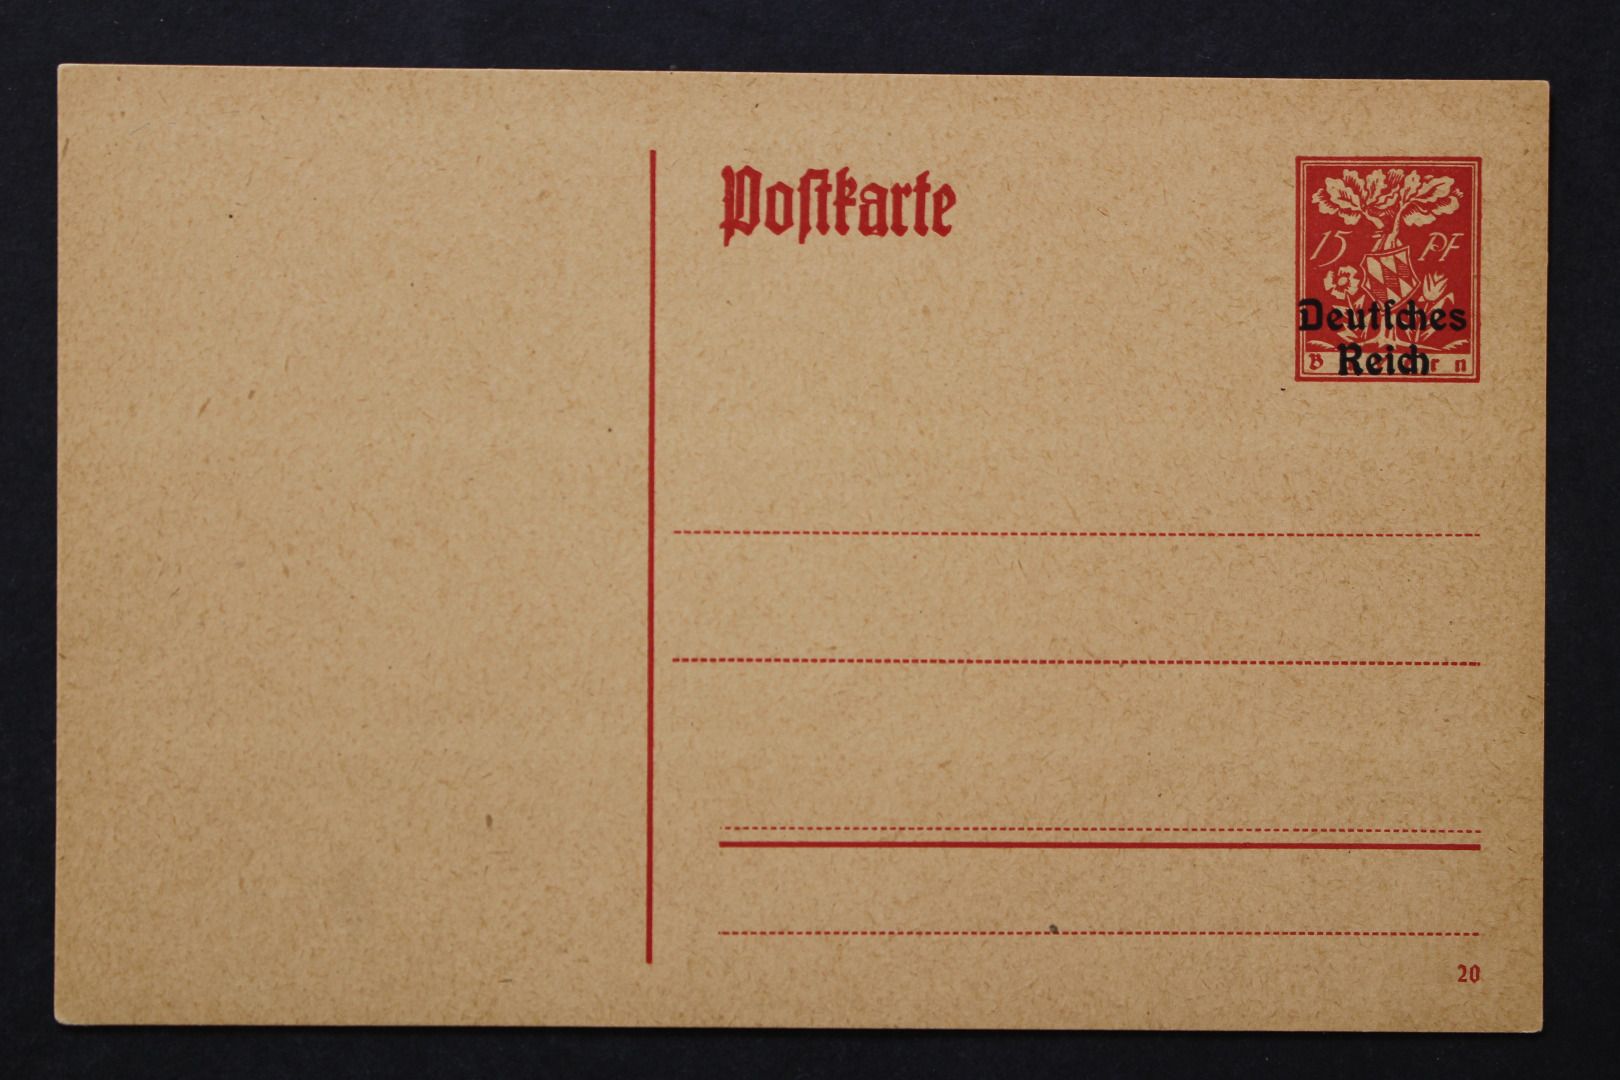 Poſtkarte
15 PF
Deutſches
Reich
20